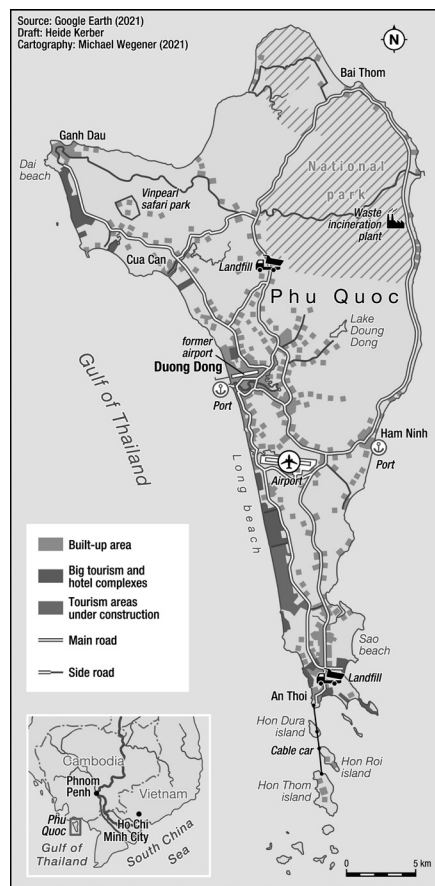 Source: Google Earth (2021)
Draft: Heide Kerber
Cartography: Michael Wegener (2021)
N
Bai Thom
Ganh Dau
Dai
beach
National
park
Vinpearl
safari park
Waste
incineration
plant
Cua Can
Landfill
Phu Quoc
Lake
Doung
Dong
former
airport
Duong Dong
Port
Gulf of Thailand
Ham Ninh
Port
Airport
Long beach
Built-up area
Big tourism and
hotel complexes
Tourism areas
under construction
Main road
Side road
Sao
beach
Landfill
An Thoi
Hon Dura
island
Cable car
Hon Roi
island
Hon Thom
island
Cambodia
Phnom
Penh
Vietnam
Phu
Quoc
Ho Chi
Minh City
Gulf of
Thailand
South China
Sea
0 5 km